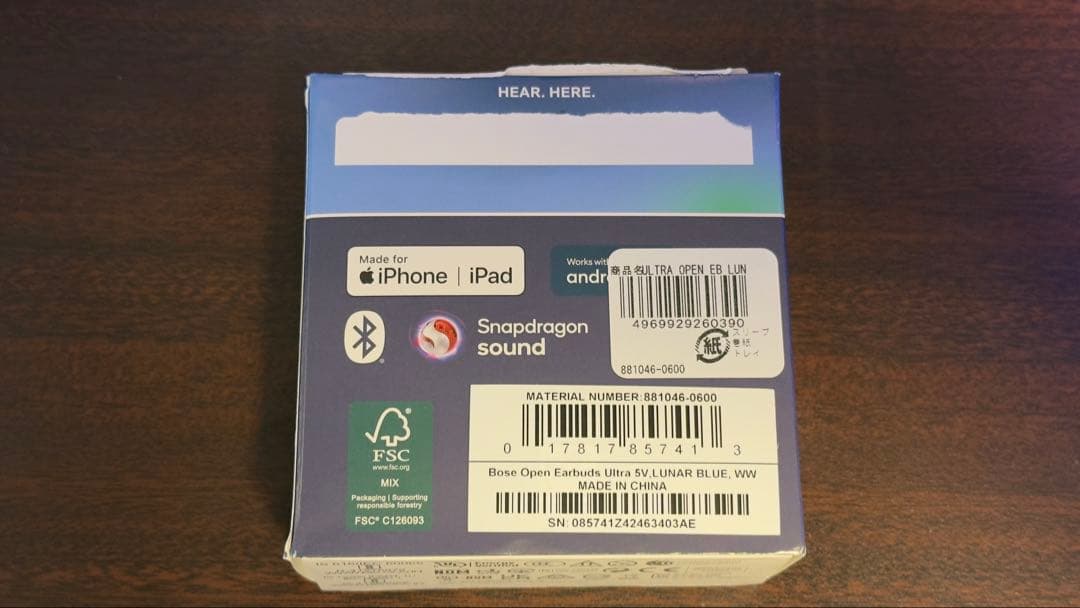 HEAR. HERE.
Made for
iPhone | iPad
Works with
商品名ULTRA OPEN EB LUN
4969929260390
紙
スリーブ
巻紙
トレイ
881046-0600
Snapdragon
sound
MATERIAL NUMBER:881046-0600
0 17817 85741 3
Bose Open Earbuds Ultra 5V,LUNAR BLUE, WW
MADE IN CHINA
SN: 085741Z42463403AE
FSC
www.fsc.org
MIX
Packaging | Supporting
responsible forestry
FSC® C126093